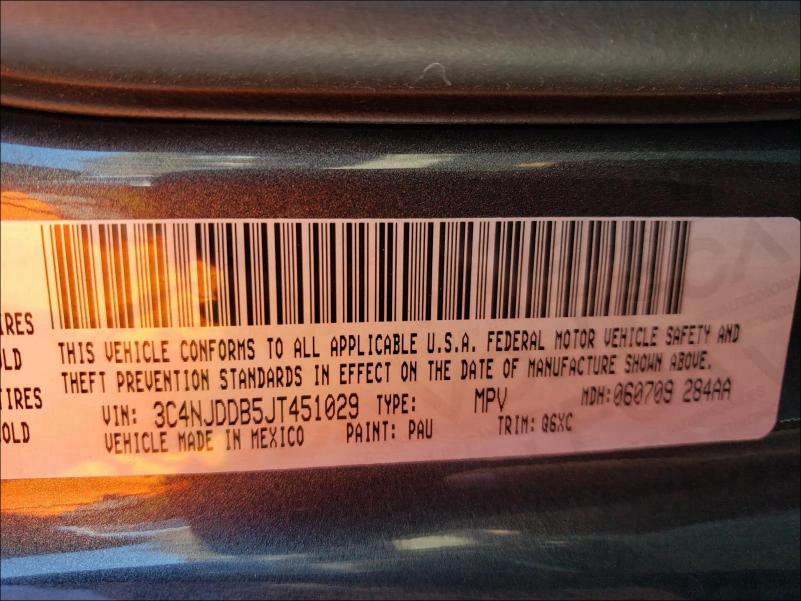 IRES
OLD
IRES
OLD
THIS VEHICLE CONFORMS TO ALL APPLICABLE U.S.A. FEDERAL MOTOR VEHICLE SAFETY AND
THEFT PREVENTION STANDARDS IN EFFECT ON THE DATE OF MANUFACTURE SHOWN ABOVE.
VIN: 3C4NJDDB5JT451029 TYPE: MPV MDH:060709 284AA
VEHICLE MADE IN MEXICO PAINT: PAU TRIM: Q6XC